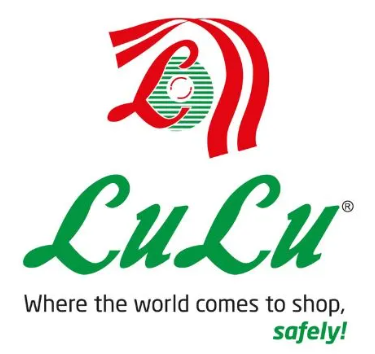 L
LuLu®
Where the world comes to shop,
safely!